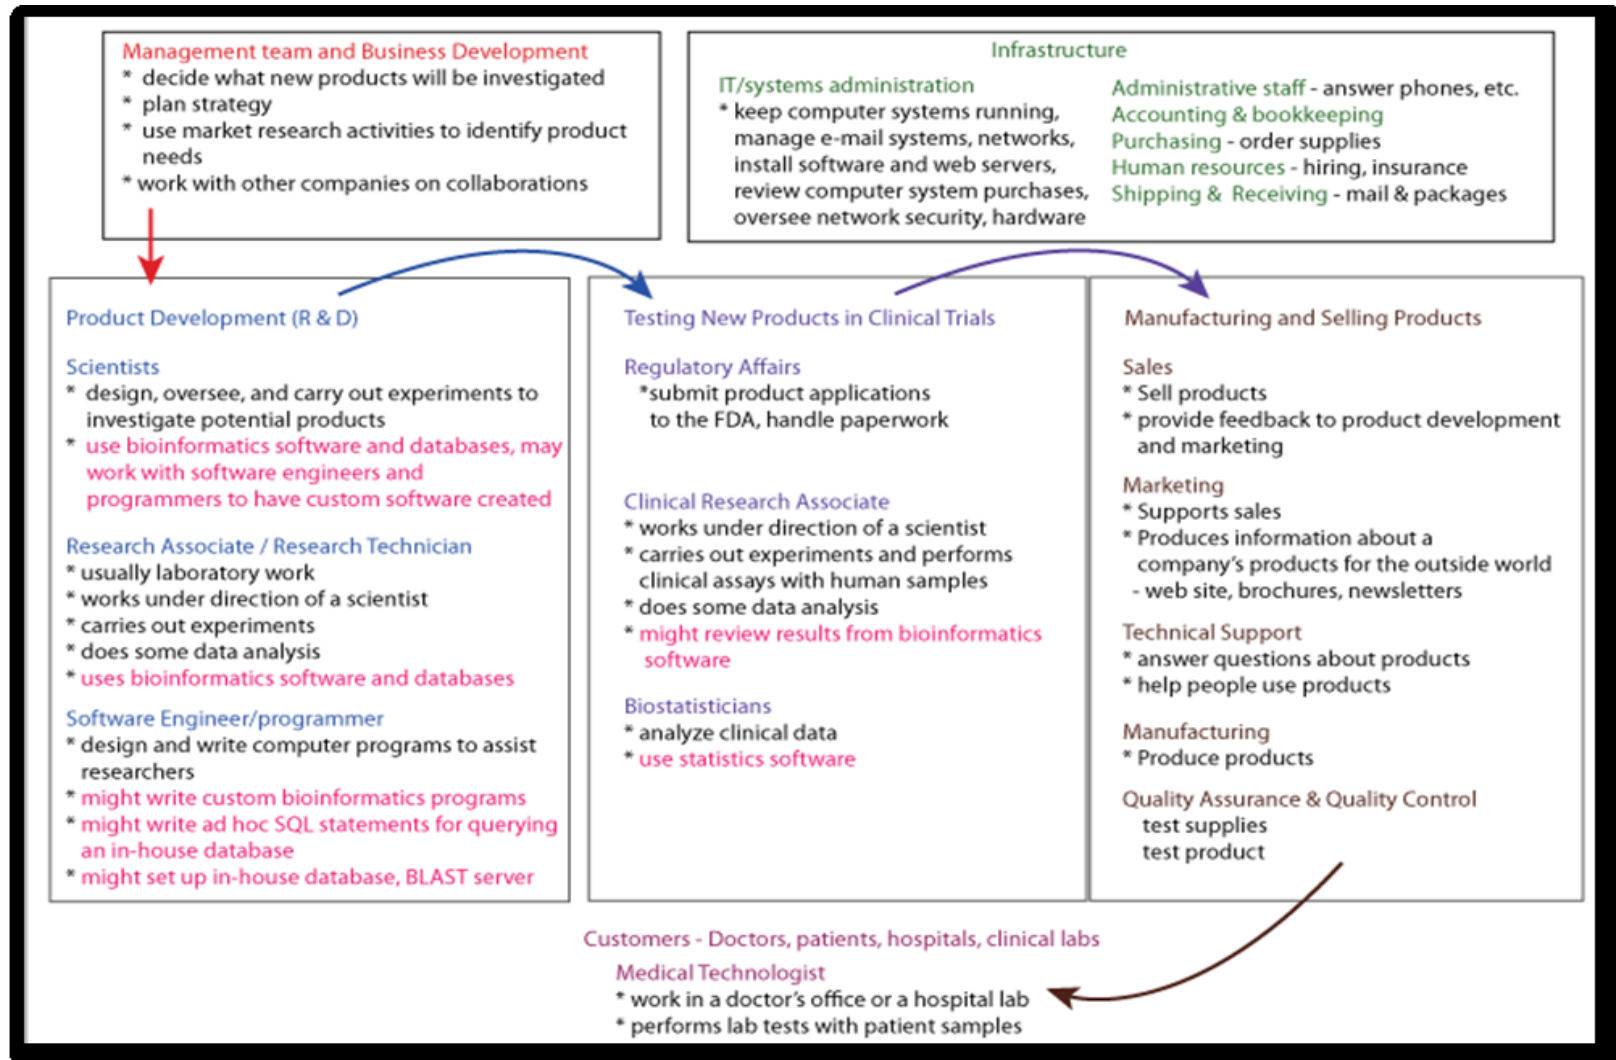 Management team and Business Development
* decide what new products will be investigated
* plan strategy
* use market research activities to identify product
needs
* work with other companies on collaborations
Infrastructure
IT/systems administration
* keep computer systems running,
manage e-mail systems, networks,
install software and web servers,
review computer system purchases,
oversee network security, hardware
Administrative staff - answer phones, etc.
Accounting & bookkeeping
Purchasing - order supplies
Human resources - hiring, insurance
Shipping & Receiving - mail & packages
Product Development (R & D)
Scientists
* design, oversee, and carry out experiments to
investigate potential products
* use bioinformatics software and databases, may
work with software engineers and
programmers to have custom software created
Research Associate / Research Technician
* usually laboratory work
* works under direction of a scientist
* carries out experiments
* does some data analysis
* uses bioinformatics software and databases
Software Engineer/programmer
* design and write computer programs to assist
researchers
* might write custom bioinformatics programs
* might write ad hoc SQL statements for querying
an in-house database
* might set up in-house database, BLAST server
Testing New Products in Clinical Trials
Regulatory Affairs
*submit product applications
to the FDA, handle paperwork
Clinical Research Associate
* works under direction of a scientist
* carries out experiments and performs
clinical assays with human samples
* does some data analysis
* might review results from bioinformatics
software
Biostatisticians
* analyze clinical data
* use statistics software
Manufacturing and Selling Products
Sales
* Sell products
* provide feedback to product development
and marketing
Marketing
* Supports sales
* Produces information about a
company's products for the outside world
- web site, brochures, newsletters
Technical Support
* answer questions about products
* help people use products
Manufacturing
* Produce products
Quality Assurance & Quality Control
test supplies
test product
Customers - Doctors, patients, hospitals, clinical labs
Medical Technologist
* work in a doctor's office or a hospital lab
* performs lab tests with patient samples